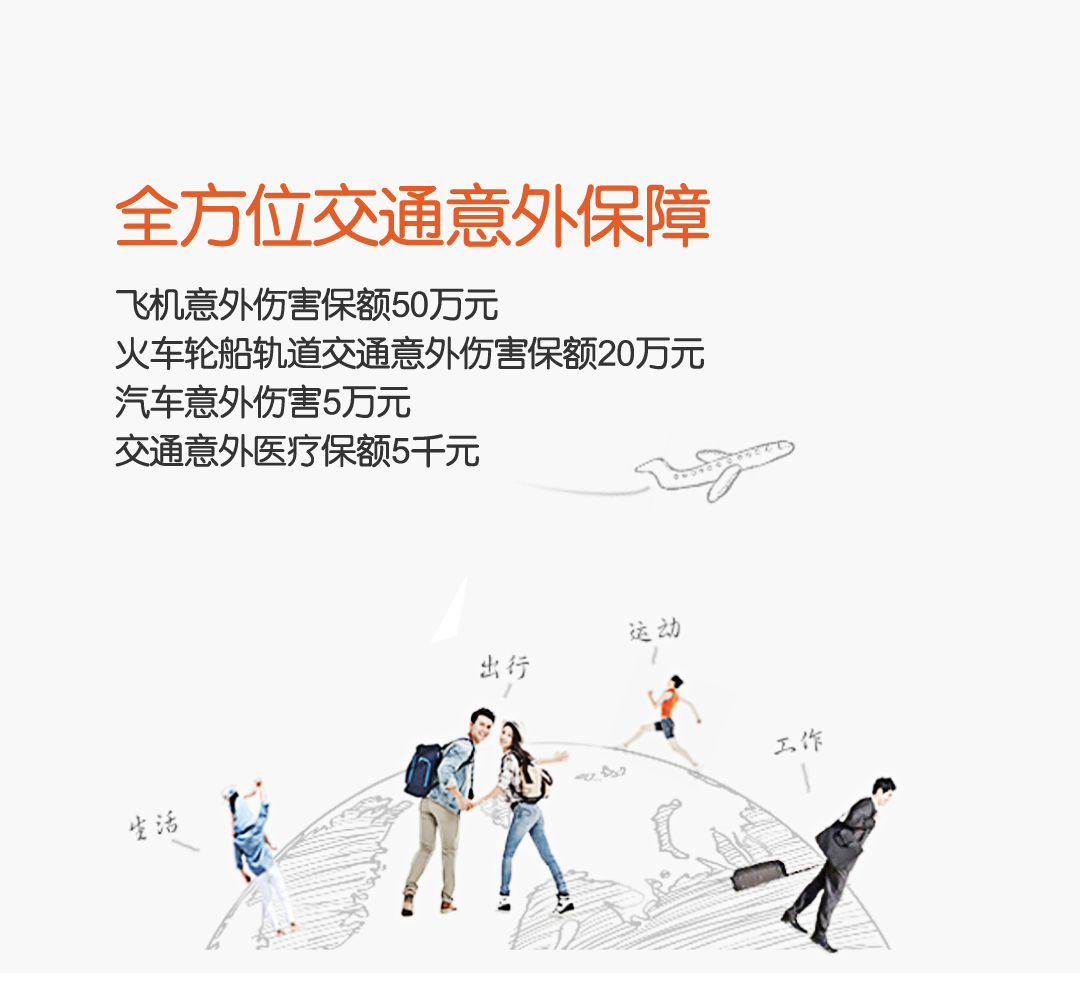 全方位交通意外保障
飞机意外伤害保额50万元
火车轮船轨道交通意外伤害保额20万元
汽车意外伤害5万元
交通意外医疗保额5千元
运动
出行
工作
生活